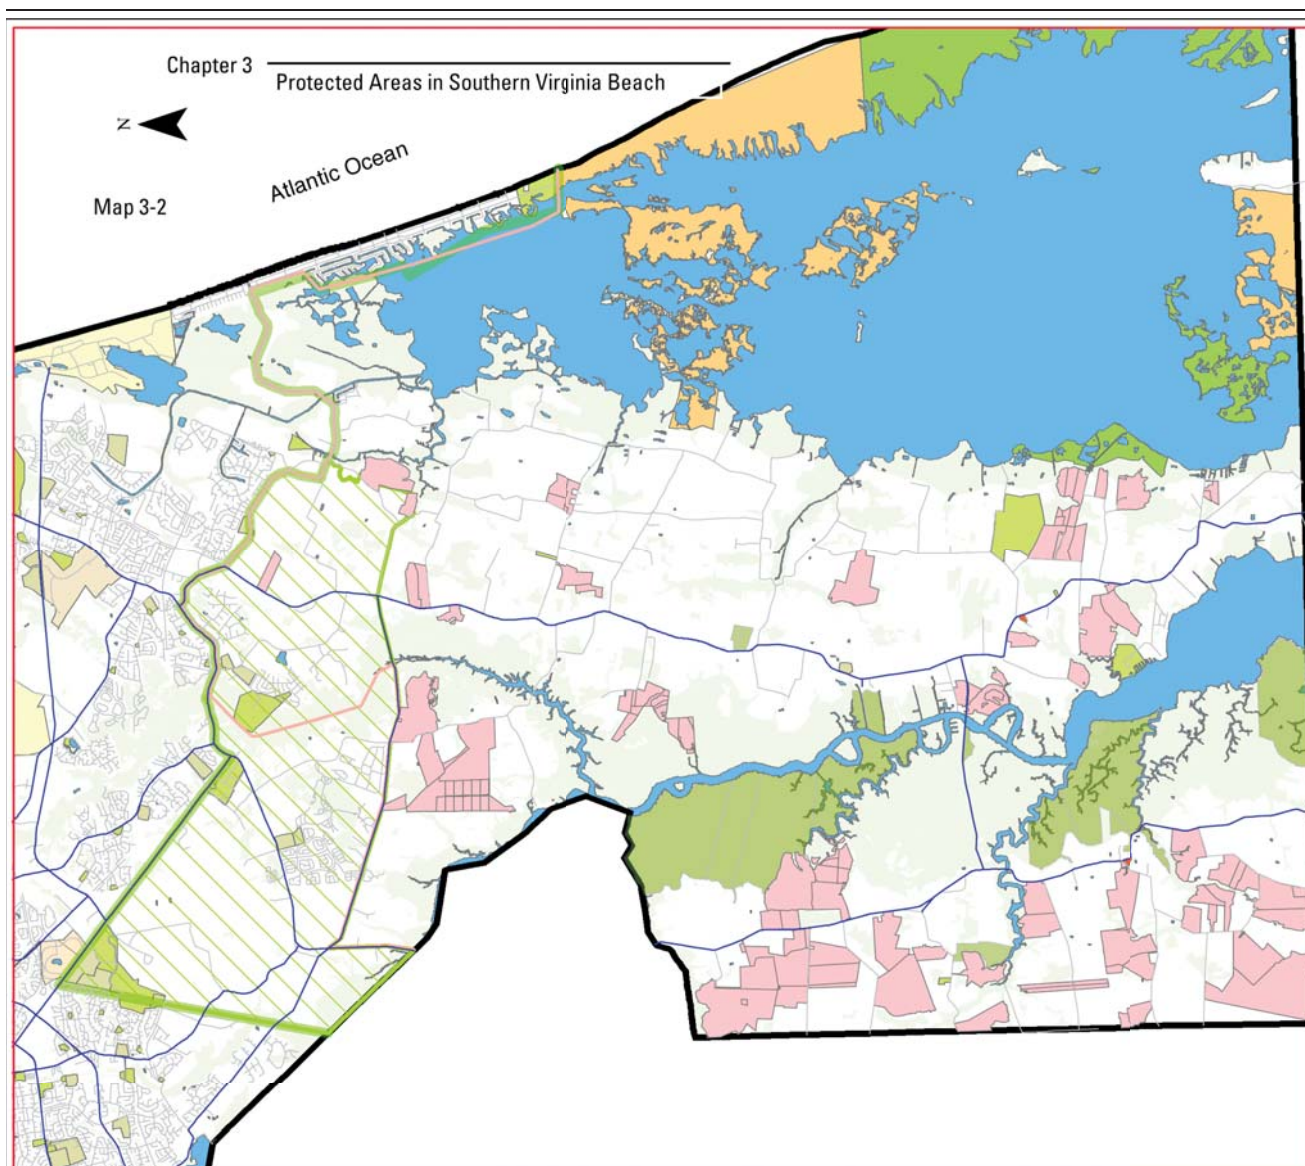 Chapter 3
Protected Areas in Southern Virginia Beach
N
Atlantic Ocean
Map 3-2